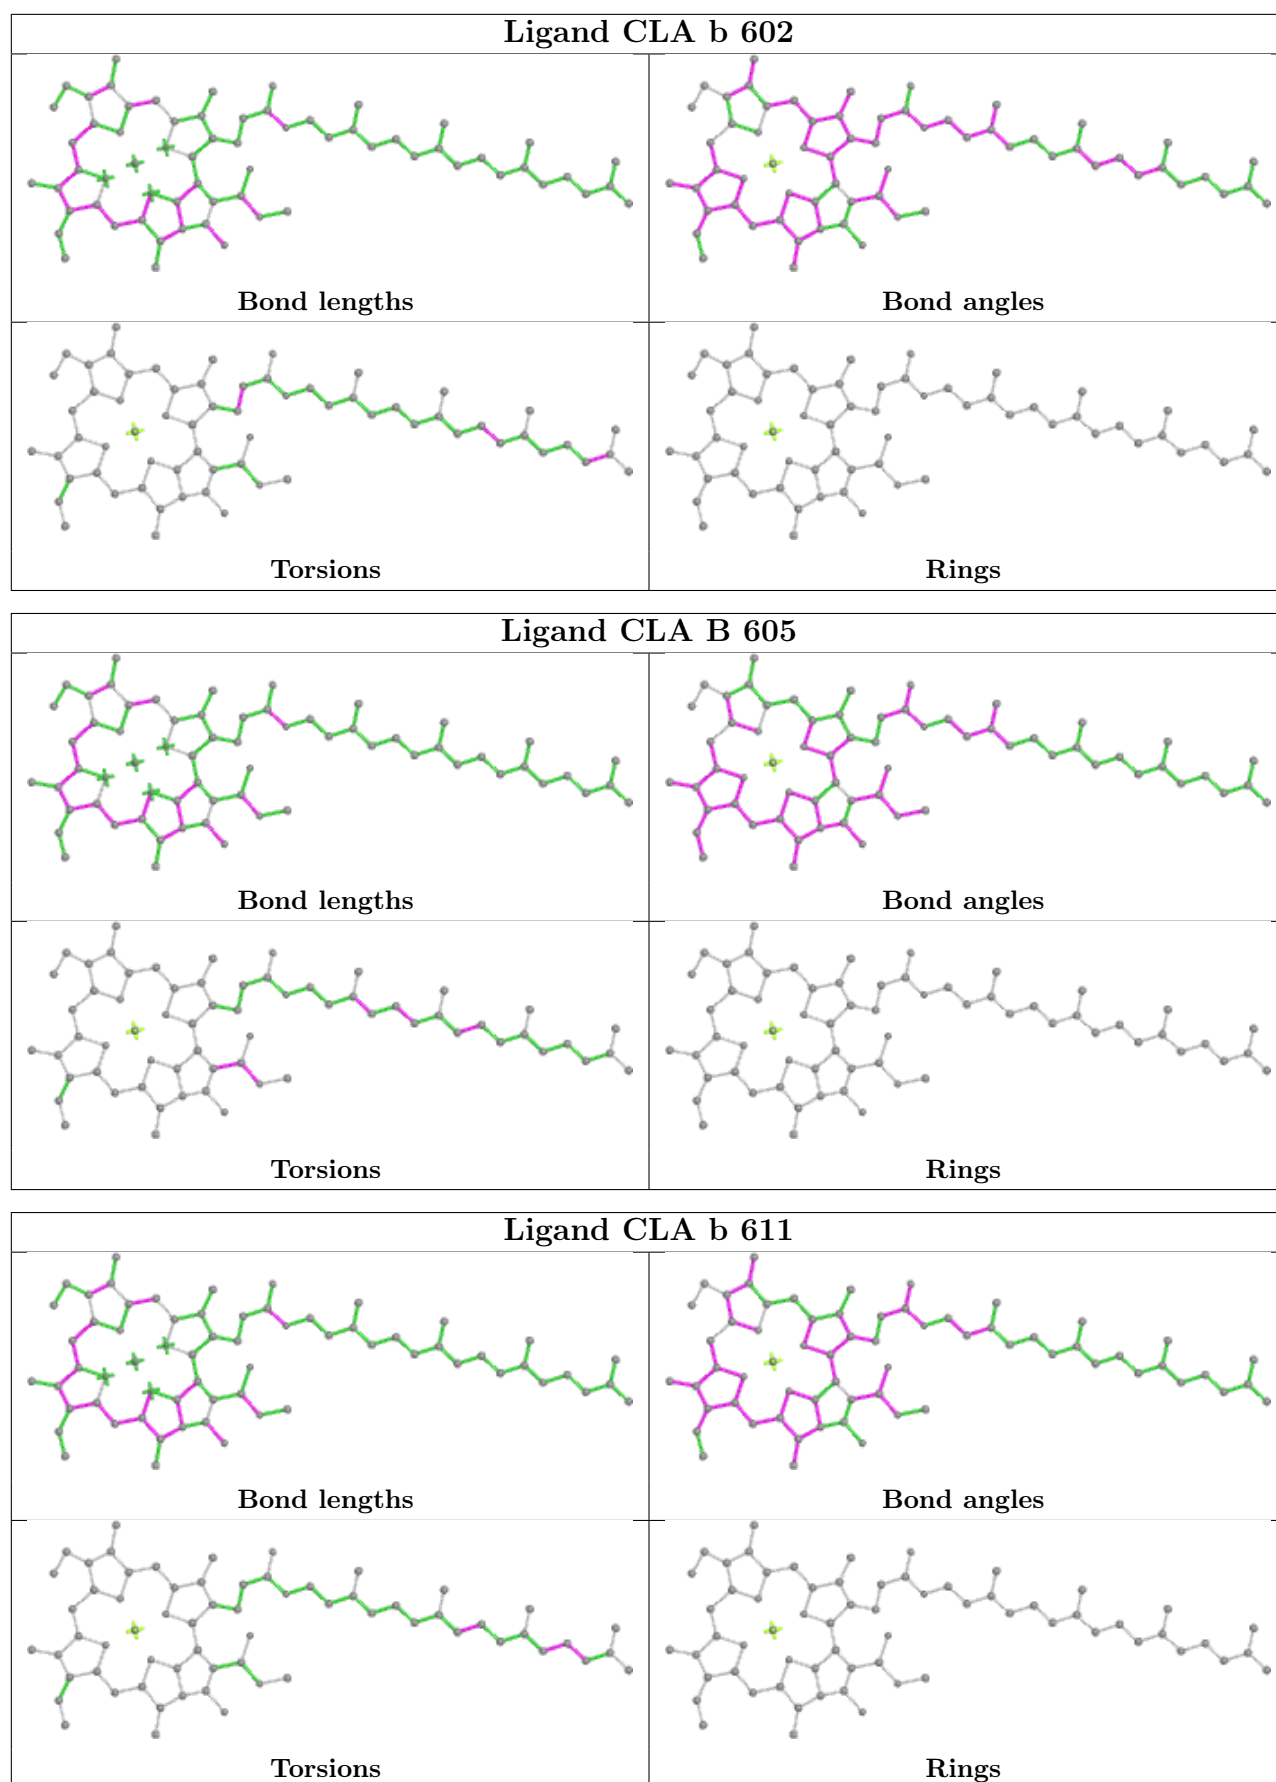 Ligand CLA b 602
Bond lengths
Bond angles
Torsions
Rings
Ligand CLA B 605
Bond lengths
Bond angles
Torsions
Rings
Ligand CLA b 611
Bond lengths
Bond angles
Torsions
Rings